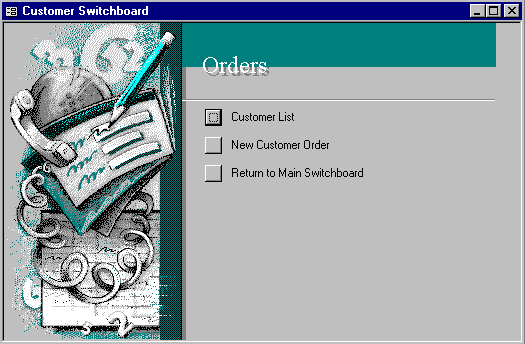 Customer Switchboard
Orders
Customer List
New Customer Order
Return to Main Switchboard